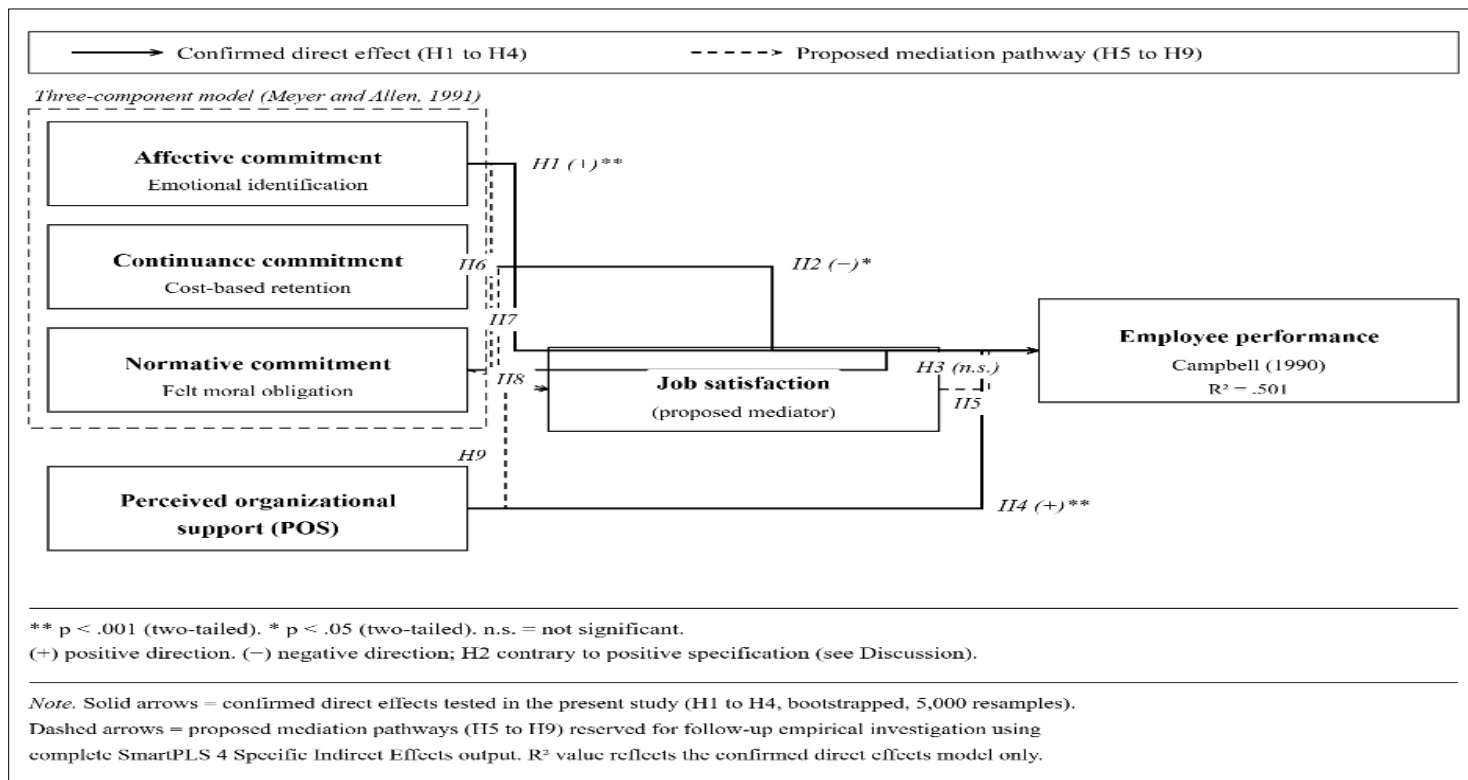 Confirmed direct effect (H1 to H4)
Proposed mediation pathway (H5 to H9)
Three-component model (Meyer and Allen, 1991)
Affective commitment
Emotional identification
H1 (+)**
Continuance commitment
Cost-based retention
H6
H2 (−)*
H7
Normative commitment
Felt moral obligation
H8
Job satisfaction
(proposed mediator)
H3 (n.s.)
H5
Employee performance
Campbell (1990)
R² = .501
H9
Perceived organizational
support (POS)
H4 (+)**
** p < .001 (two-tailed). * p < .05 (two-tailed). n.s. = not significant.
(+) positive direction. (−) negative direction; H2 contrary to positive specification (see Discussion).
Note. Solid arrows = confirmed direct effects tested in the present study (H1 to H4, bootstrapped, 5,000 resamples).
Dashed arrows = proposed mediation pathways (H5 to H9) reserved for follow-up empirical investigation using
complete SmartPLS 4 Specific Indirect Effects output. R² value reflects the confirmed direct effects model only.